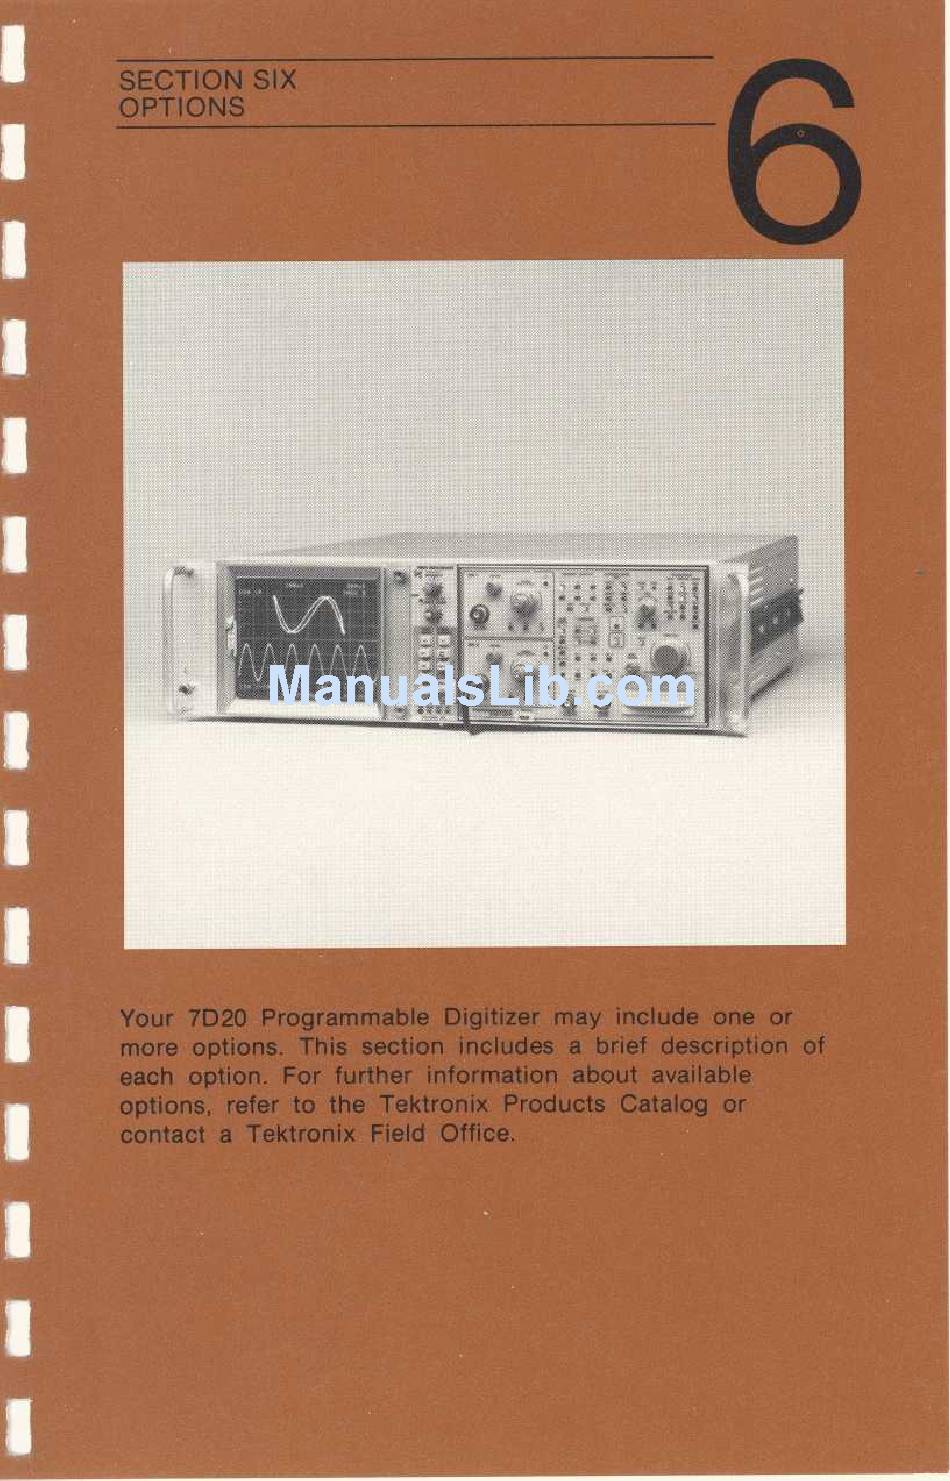 SECTION SIX
OPTIONS
6
ManualsLib.com
Your 7D20 Programmable Digitizer may include one or
more options. This section includes a brief description of
each option. For further information about available
options, refer to the Tektronix Products Catalog or
contact a Tektronix Field Office.